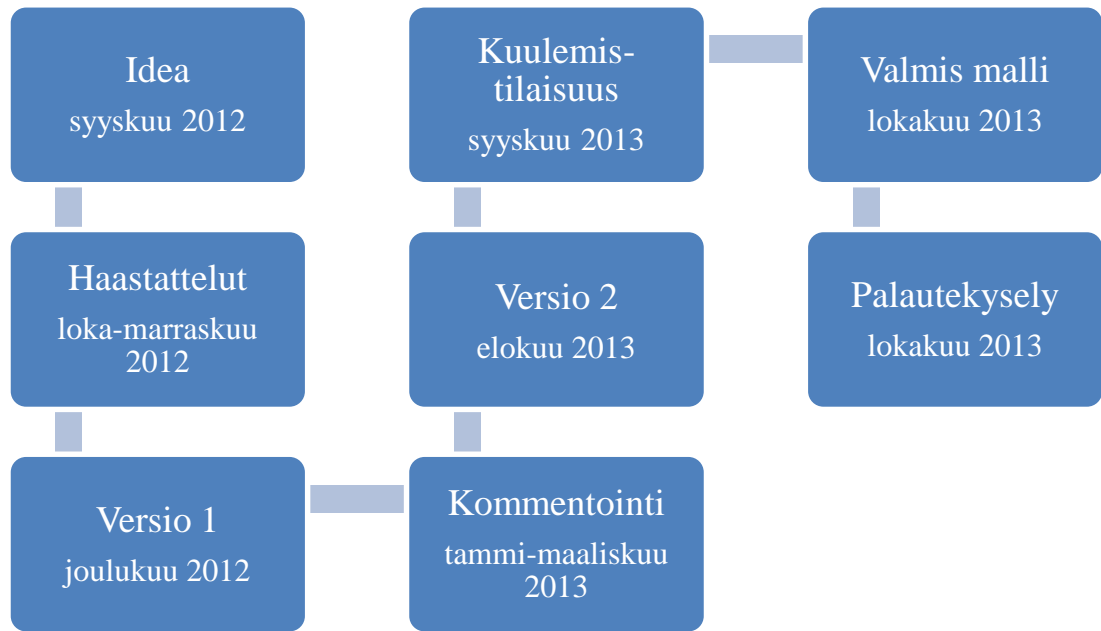 Idea
syyskuu 2012
Haastattelut
loka-marraskuu
2012
Versio 1
joulukuu 2012
Kommentointi
tammi-maaliskuu
2013
Versio 2
elokuu 2013
Kuulemis-
tilaisuus
syyskuu 2013
Valmis malli
lokakuu 2013
Palautekysely
lokakuu 2013